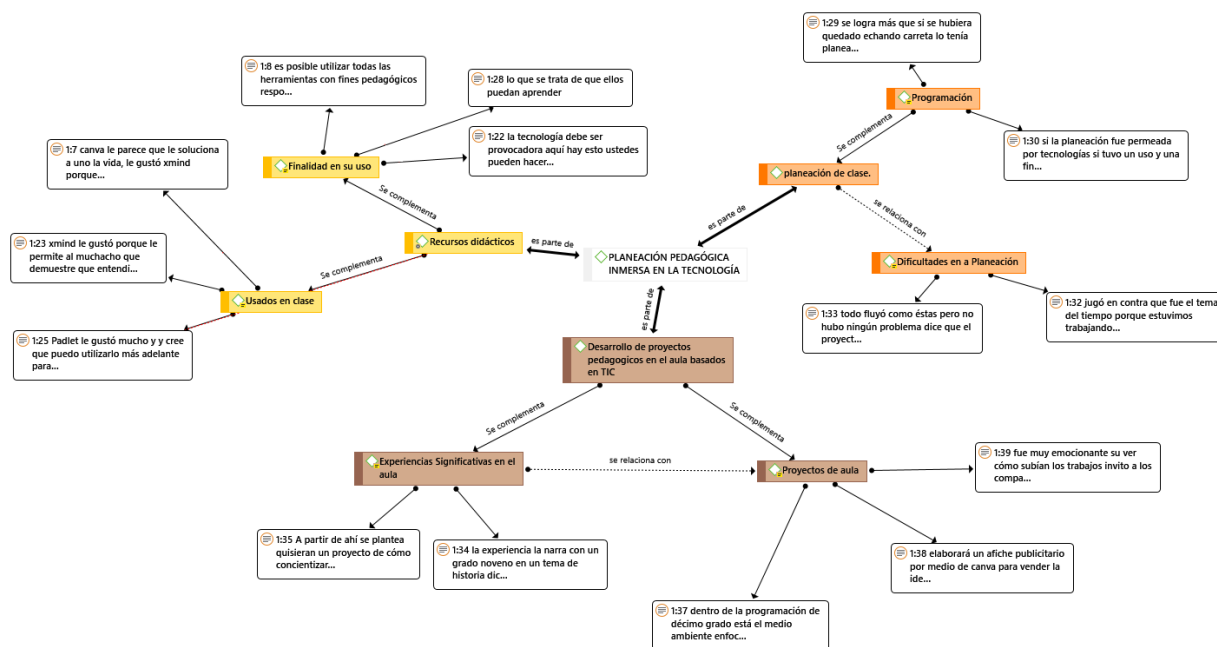 1:29 se logra más que si se hubiera
quedado echando carreta lo tenía
planea...
1:8 es posible utilizar todas las
herramientas con fines pedagógicos
respo...
1:28 lo que se trata de que ellos
puedan aprender
Programación
1:7 canva le parece que le soluciona
a uno la vida, le gustó xmind
porque...
1:22 la tecnología debe ser
provocadora aquí hay esto ustedes
pueden hacer...
1:30 si la planeación fue permeada
por tecnologías si tuvo un uso y una
fin...
Se complementa
Finalidad en su uso
planeación de clase.
Se complementa
es parte de
se relaciona con
1:23 xmind le gustó porque le
permite al muchacho que
demuestre que entendi...
Recursos didácticos
es parte de
PLANEACIÓN PEDAGÓGICA
INMERSA EN LA TECNOLOGÍA
Dificultades en a Planeación
Se complementa
Usados en clase
es parte de
1:33 todo fluyó como éstas pero no
hubo ningún problema dice que el
proyect...
1:32 jugó en contra que fue el tema
del tiempo porque estuvimos
trabajando...
1:25 Padlet le gustó mucho y y cree
que puedo utilizarlo más adelante
para...
Desarrollo de proyectos
pedagogicos en el aula basados
en TIC
Se complementa
Se complementa
Experiencias Significativas en el
aula
se relaciona con
Proyectos de aula
1:39 fue muy emocionante su ver
cómo subían los trabajos invito a los
compa...
1:35 A partir de ahí se plantea
quisieran un proyecto de cómo
concientizar...
1:34 la experiencia la narra con un
grado noveno en un tema de
historia dic...
1:38 elaborará un afiche publicitario
por medio de canva para vender la
ide...
1:37 dentro de la programación de
décimo grado está el medio
ambiente enfoc...